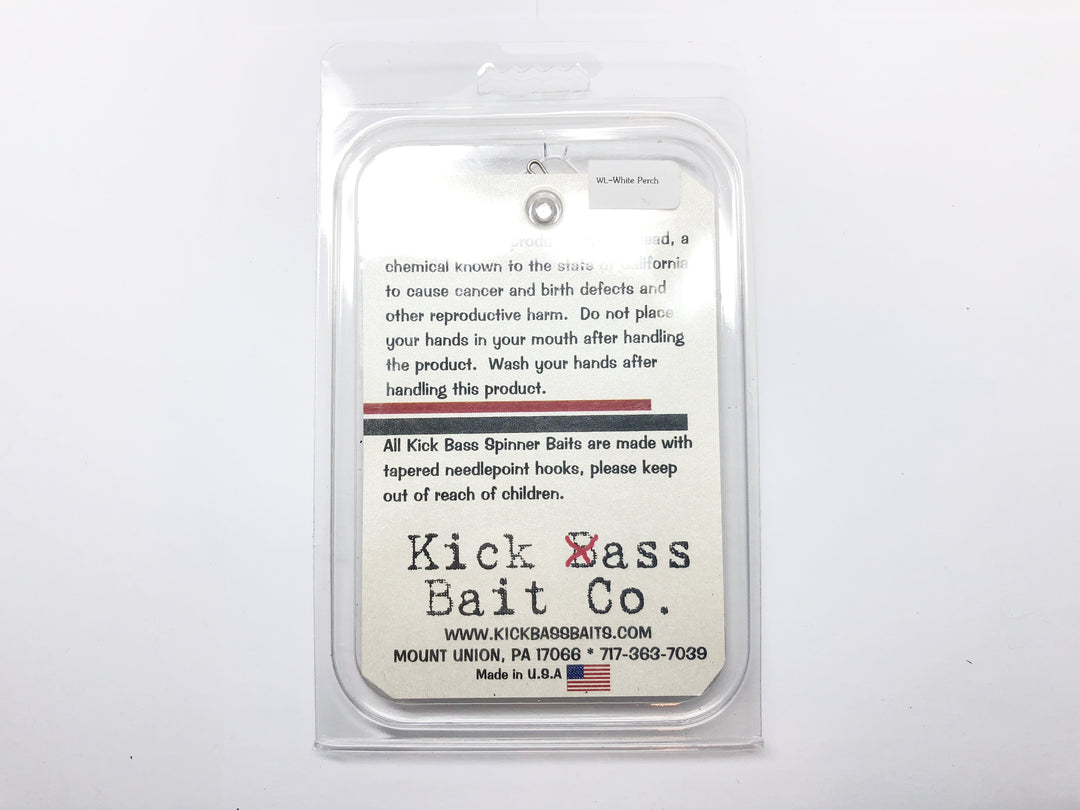 WL-White Perch
lead, a
chemical known to the state of California
to cause cancer and birth defects and
other reproductive harm. Do not place
your hands in your mouth after handling
the product. Wash your hands after
handling this product.
All Kick Bass Spinner Baits are made with
tapered needlepoint hooks, please keep
out of reach of children.
Kick Bass
Bait Co.
WWW.KICKBASSBAITS.COM
MOUNT UNION, PA 17066 * 717-363-7039
Made in U.S.A